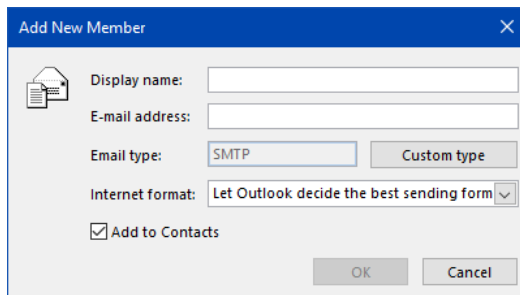 Add New Member
Display name:
E-mail address:
Email type: SMTP Custom type
Internet format: Let Outlook decide the best sending form
Add to Contacts
OK Cancel